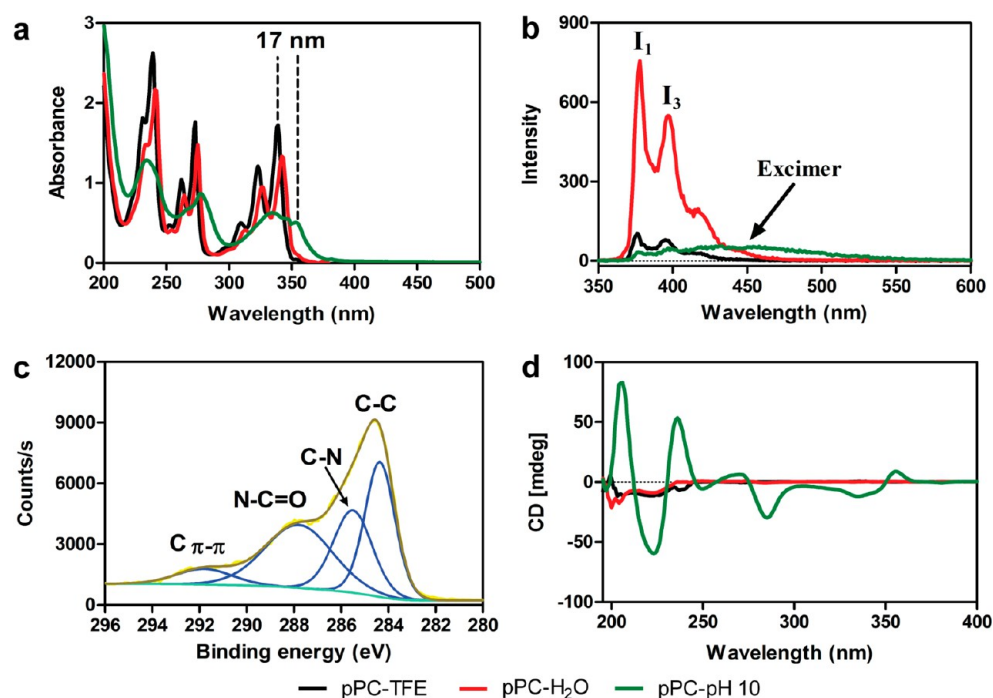 a
17 nm
3
2
1
0
Absorbance
200 250 300 350 400 450 500
Wavelength (nm)
b
I1
I3
Excimer
900
600
300
0
Intensity
350 400 450 500 550 600
Wavelength (nm)
c
C-C
C-N
N-C=O
C π-π
12000
9000
6000
3000
0
Counts/s
296 294 292 290 288 286 284 282 280
Binding energy (eV)
d
100
50
0
-50
-100
CD [mdeg]
200 250 300 350 400
Wavelength (nm)
pPC-TFE pPC-H₂O pPC-pH 10